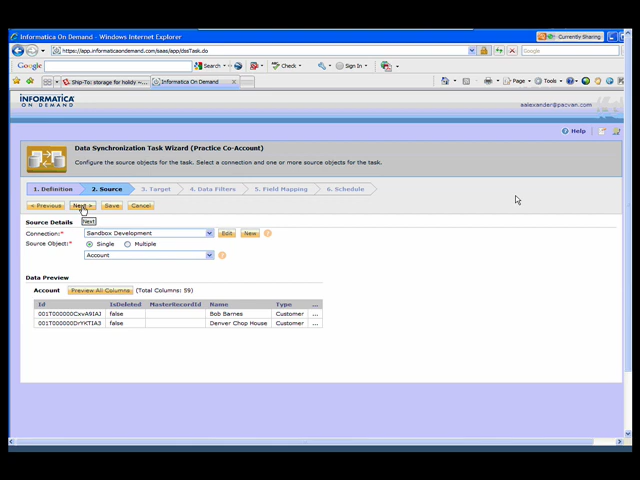 Informatica On Demand - Windows Internet Explorer
Currently Sharing
https://app.informaticaondemand.com/saas/app/dssTask.do
Google
Google
Search
Check
Sign In
Ship-To: storage for holidy
Informatica On Demand
Page
Tools
INFORMATICA
ON DEMAND
aalexander@pacvan.com
Help
Data Synchronization Task Wizard (Practice Co-Account)
Configure the source objects for the task. Select a connection and one or more source objects for the task.
1. Definition 2. Source 3. Target 4. Data Filters 5. Field Mapping 6. Schedule
< Previous Next > Save Cancel
Next
Source Details
Connection:* Sandbox Development Edit New
Source Object:* Single Multiple
Account
Data Preview
Account Preview All Columns (Total Columns: 59)
Id IsDeleted MasterRecordId Name Type ...
false Bob Barnes Customer ...
false Denver Chop House Customer ...